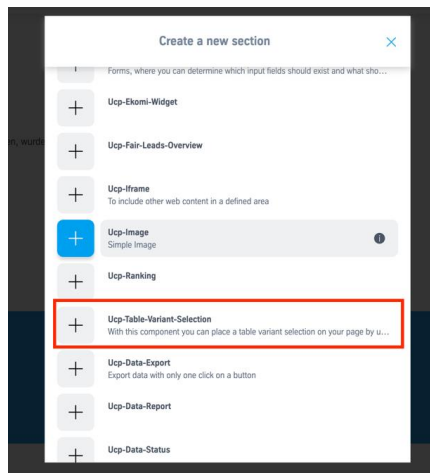 Create a new section
Forms, where you can determine which input fields should exist and what sho...
Ucp-Ekomi-Widget
en, wurde
Ucp-Fair-Leads-Overview
Ucp-Iframe
To include other web content in a defined area
Ucp-Image
Simple Image
Ucp-Ranking
Ucp-Table-Variant-Selection
With this component you can place a table variant selection on your page by u...
Ucp-Data-Export
Export data with only one click on a button
Ucp-Data-Report
Ucp-Data-Status